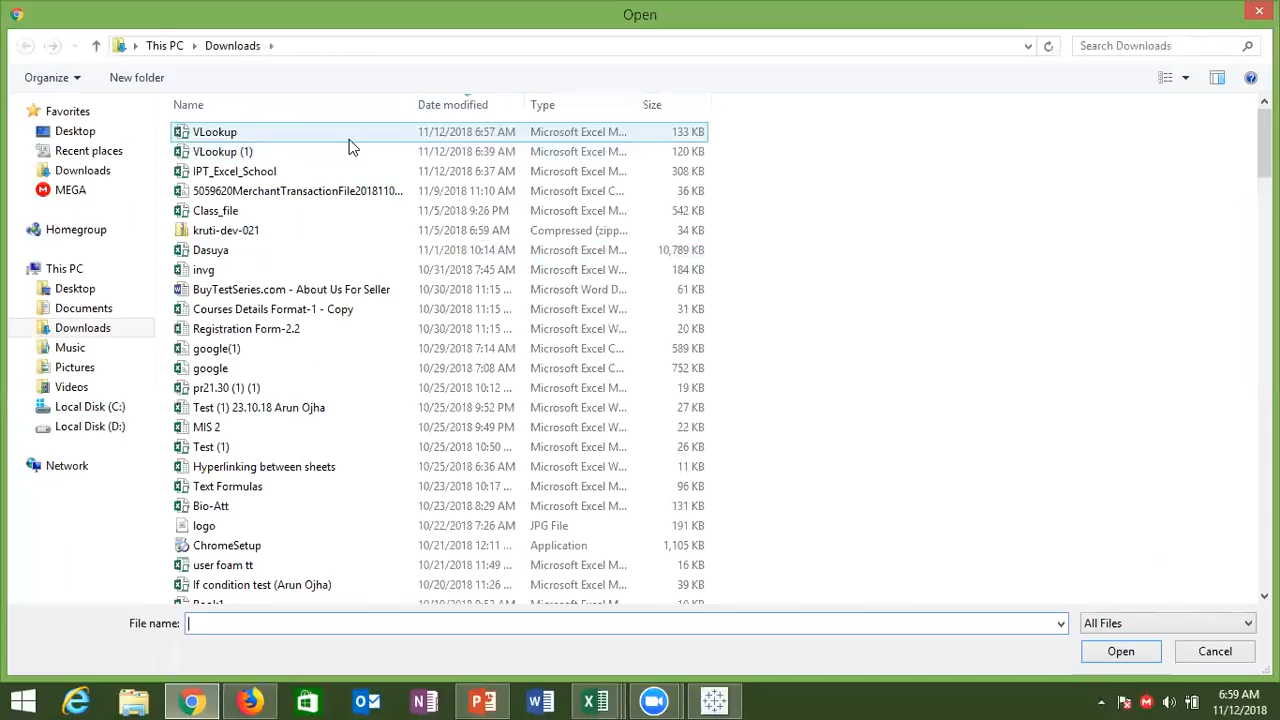 Open
This PC Downloads Search Downloads
Organize New folder
Name Date modified Type Size
Favorites
Desktop
Recent places
Downloads
MEGA
Homegroup
This PC
Desktop
Documents
Downloads
Music
Pictures
Videos
Local Disk (C:)
Local Disk (D:)
Network
VLookup 11/12/2018 6:57 AM Microsoft Excel M... 133 KB
VLookup (1) 11/12/2018 6:39 AM Microsoft Excel M... 120 KB
IPT_Excel_School 11/12/2018 6:37 AM Microsoft Excel M... 308 KB
5059620MerchantTransactionFile2018110... 11/9/2018 11:10 AM Microsoft Excel C... 36 KB
Class_file 11/5/2018 9:26 PM Microsoft Excel M... 542 KB
kruti-dev-021 11/5/2018 6:59 AM Compressed (zipp... 34 KB
Dasuya 11/1/2018 10:14 AM Microsoft Excel M... 10,789 KB
invg 10/31/2018 7:45 AM Microsoft Excel W... 184 KB
BuyTestSeries.com - About Us For Seller 10/30/2018 11:15 ... Microsoft Word D... 61 KB
Courses Details Format-1 - Copy 10/30/2018 11:15 ... Microsoft Excel W... 31 KB
Registration Form-2.2 10/30/2018 11:15 ... Microsoft Excel W... 20 KB
google(1) 10/29/2018 7:14 AM Microsoft Excel C... 589 KB
google 10/29/2018 7:08 AM Microsoft Excel C... 752 KB
pr21.30 (1) (1) 10/25/2018 10:12 ... Microsoft Excel M... 19 KB
Test (1) 23.10.18 Arun Ojha 10/25/2018 9:52 PM Microsoft Excel W... 27 KB
MIS 2 10/25/2018 9:49 PM Microsoft Excel W... 22 KB
Test (1) 10/25/2018 10:50 ... Microsoft Excel M... 26 KB
Hyperlinking between sheets 10/25/2018 6:36 AM Microsoft Excel W... 11 KB
Text Formulas 10/23/2018 10:17 ... Microsoft Excel M... 96 KB
Bio-Att 10/23/2018 8:29 AM Microsoft Excel M... 131 KB
logo 10/22/2018 7:26 AM JPG File 191 KB
ChromeSetup 10/21/2018 12:11 ... Application 1,105 KB
user foam tt 10/21/2018 11:49 ... Microsoft Excel M... 16 KB
If condition test (Arun Ojha) 10/20/2018 11:26 ... Microsoft Excel M... 39 KB
File name: All Files
Open Cancel
6:59 AM
11/12/2018